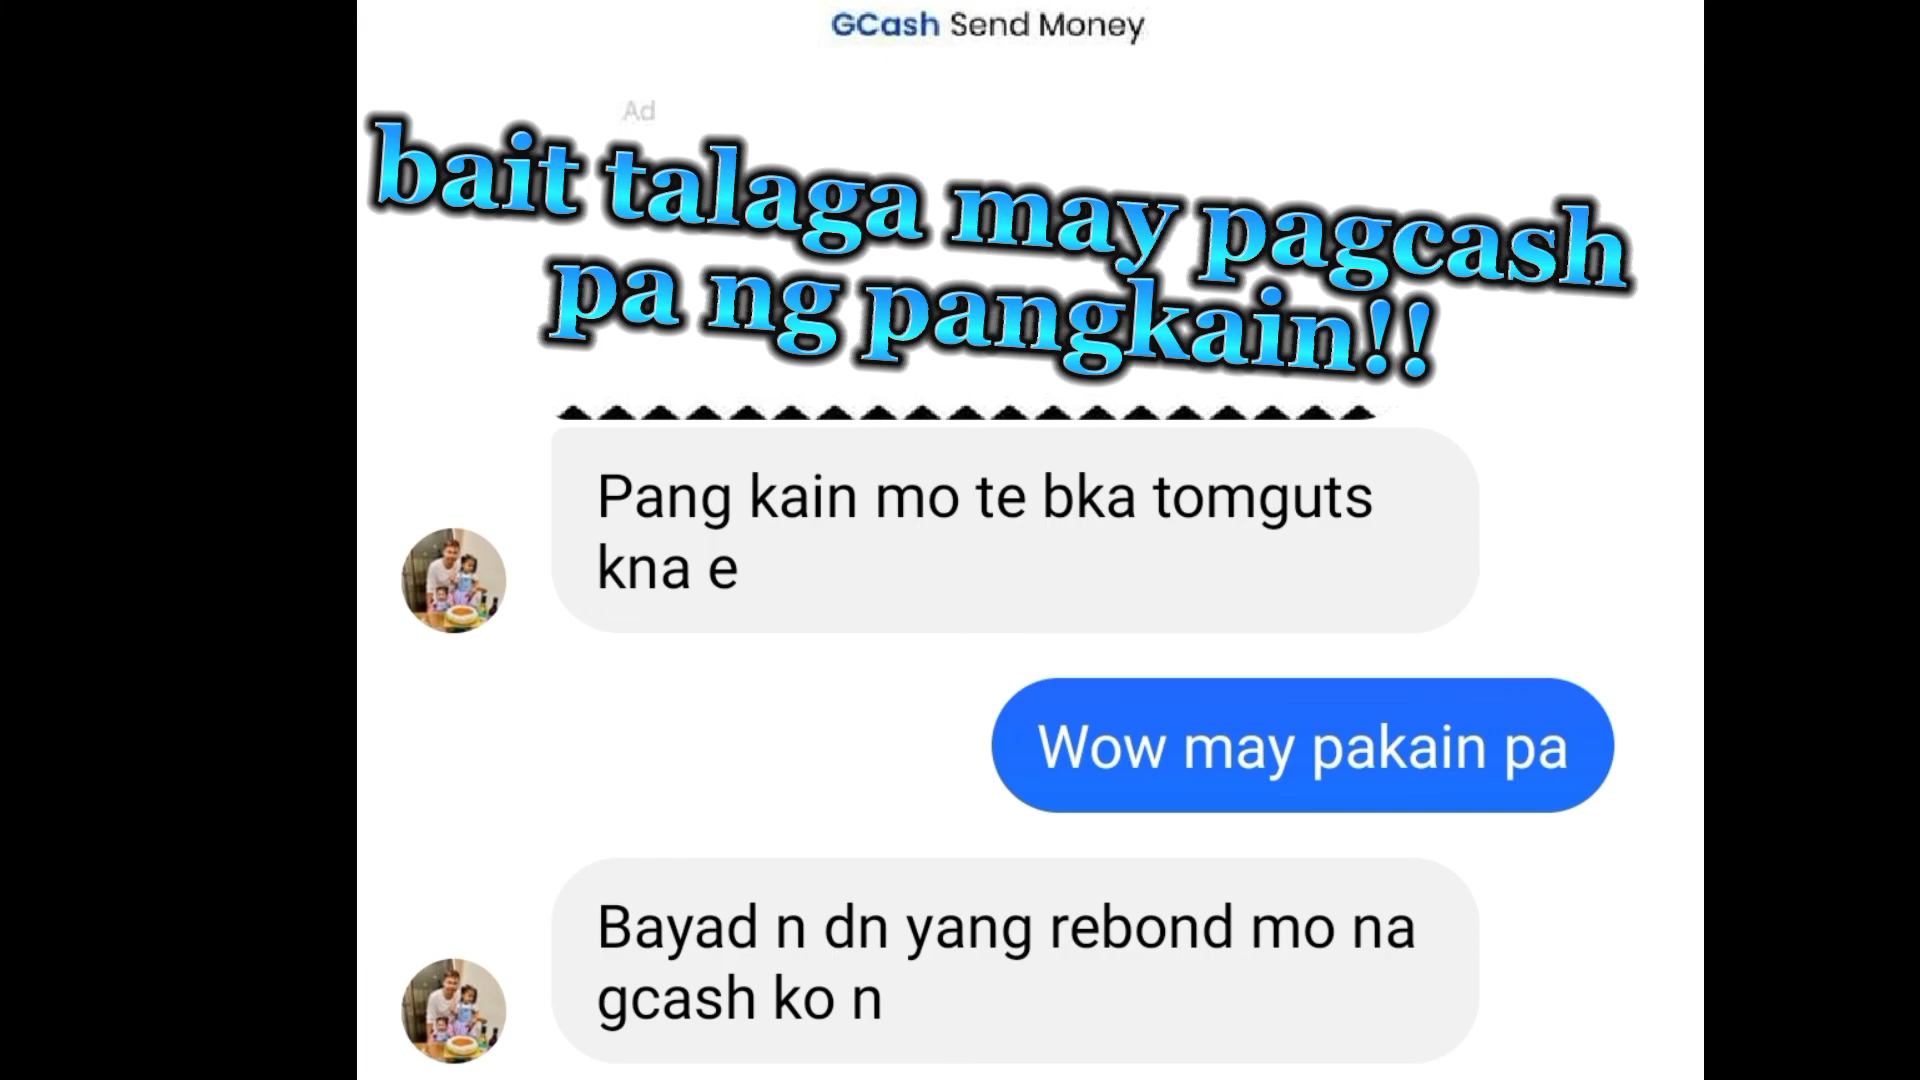 GCash Send Money
Ad
bait talaga may pagcash
pa ng pangkain!!
Pang kain mo te bka tomguts
kna e
Wow may pakain pa
Bayad n dn yang rebond mo na
gcash ko n